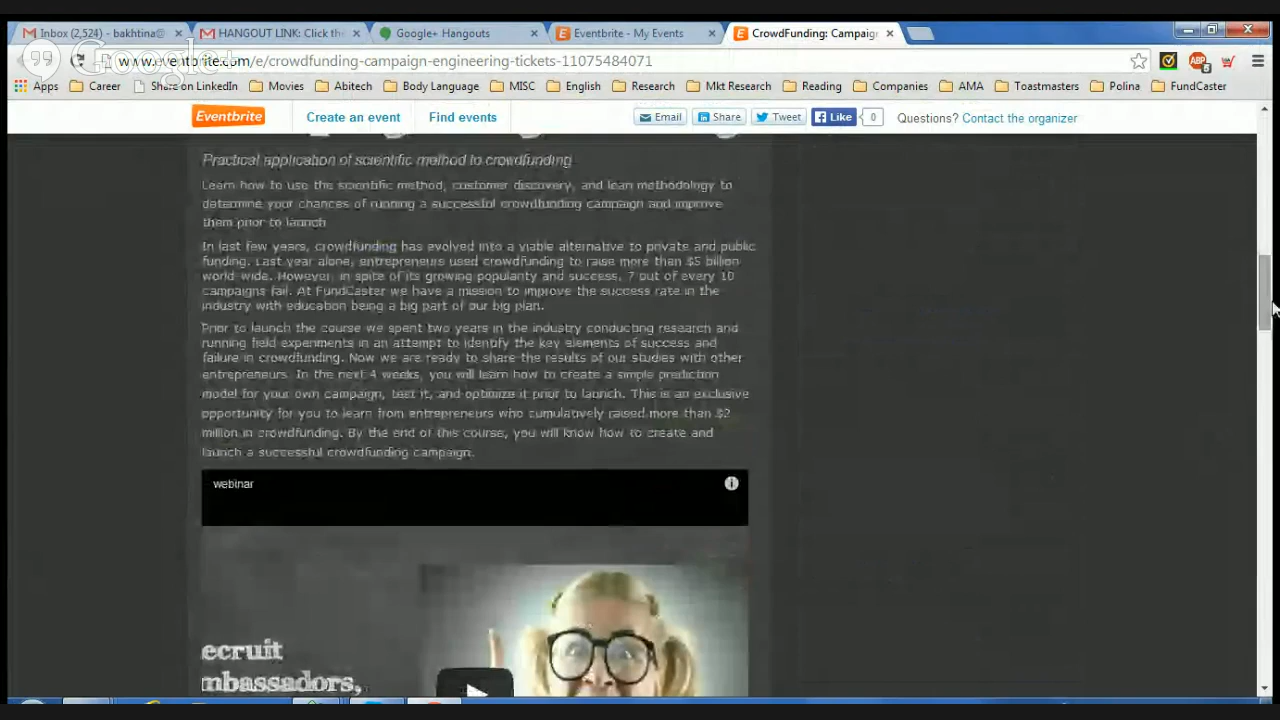 Inbox (2,524) - bakhtina@
HANGOUT LINK: Click the
Google+ Hangouts
Eventbrite - My Events
CrowdFunding: Campaign
Google+
www.eventbrite.com/e/crowdfunding-campaign-engineering-tickets-11075484071
ABP
5
Apps
Career
Share on LinkedIn
Movies
Abitech
Body Language
MISC
English
Research
Mkt Research
Reading
Companies
AMA
Toastmasters
Polina
FundCaster
Eventbrite
Create an event
Find events
Email
Share
Tweet
Like
0
Questions? Contact the organizer
Practical application of scientific method to crowdfunding
Learn how to use the scientific method, customer discovery, and lean methodology to
determine your chances of running a successful crowdfunding campaign and improve
them prior to launch
In last few years, crowdfunding has evolved into a viable alternative to private and public
funding. Last year alone, entrepreneurs used crowdfunding to raise more than $5 billion
world wide. However, in spite of its growing popularity and success, 7 out of every 10
campaigns fail. At FundCaster we have a mission to improve the success rate in the
industry with education being a big part of our big plan.
Prior to launch the course we spent two years in the industry conducting research and
running field experiments in an attempt to identify the key elements of success and
failure in crowdfunding. Now we are ready to share the results of our studies with other
entrepreneurs. In the next 4 weeks, you will learn how to create a simple prediction
model for your own campaign, test it, and optimize it prior to launch. This is an exclusive
opportunity for you to learn from entrepreneurs who cumulatively raised more than $2
million in crowdfunding. By the end of this course, you will know how to create and
launch a successful crowdfunding campaign.
webinar
ecruit
mbassadors,